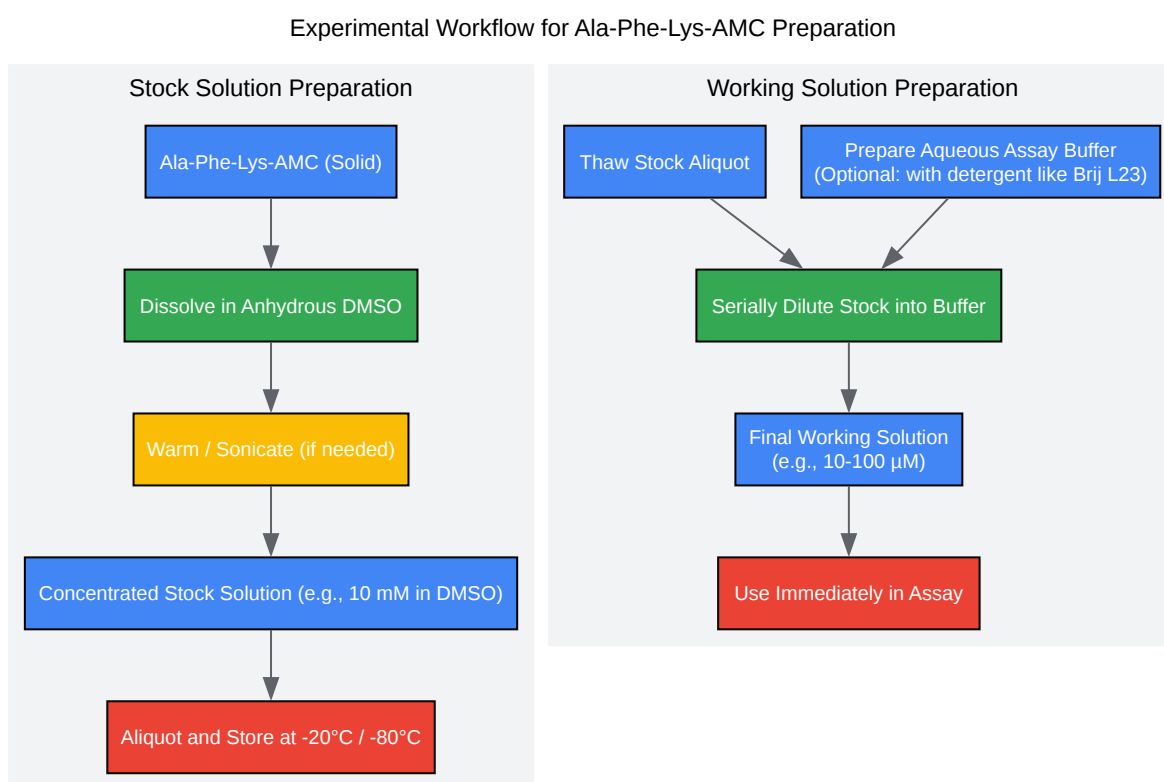 Experimental Workflow for Ala-Phe-Lys-AMC Preparation
Stock Solution Preparation
Ala-Phe-Lys-AMC (Solid)
Dissolve in Anhydrous DMSO
Warm / Sonicate (if needed)
Concentrated Stock Solution (e.g., 10 mM in DMSO)
Aliquot and Store at -20°C / -80°C
Working Solution Preparation
Thaw Stock Aliquot
Prepare Aqueous Assay Buffer
(Optional: with detergent like Brij L23)
Serially Dilute Stock into Buffer
Final Working Solution
(e.g., 10-100 µM)
Use Immediately in Assay